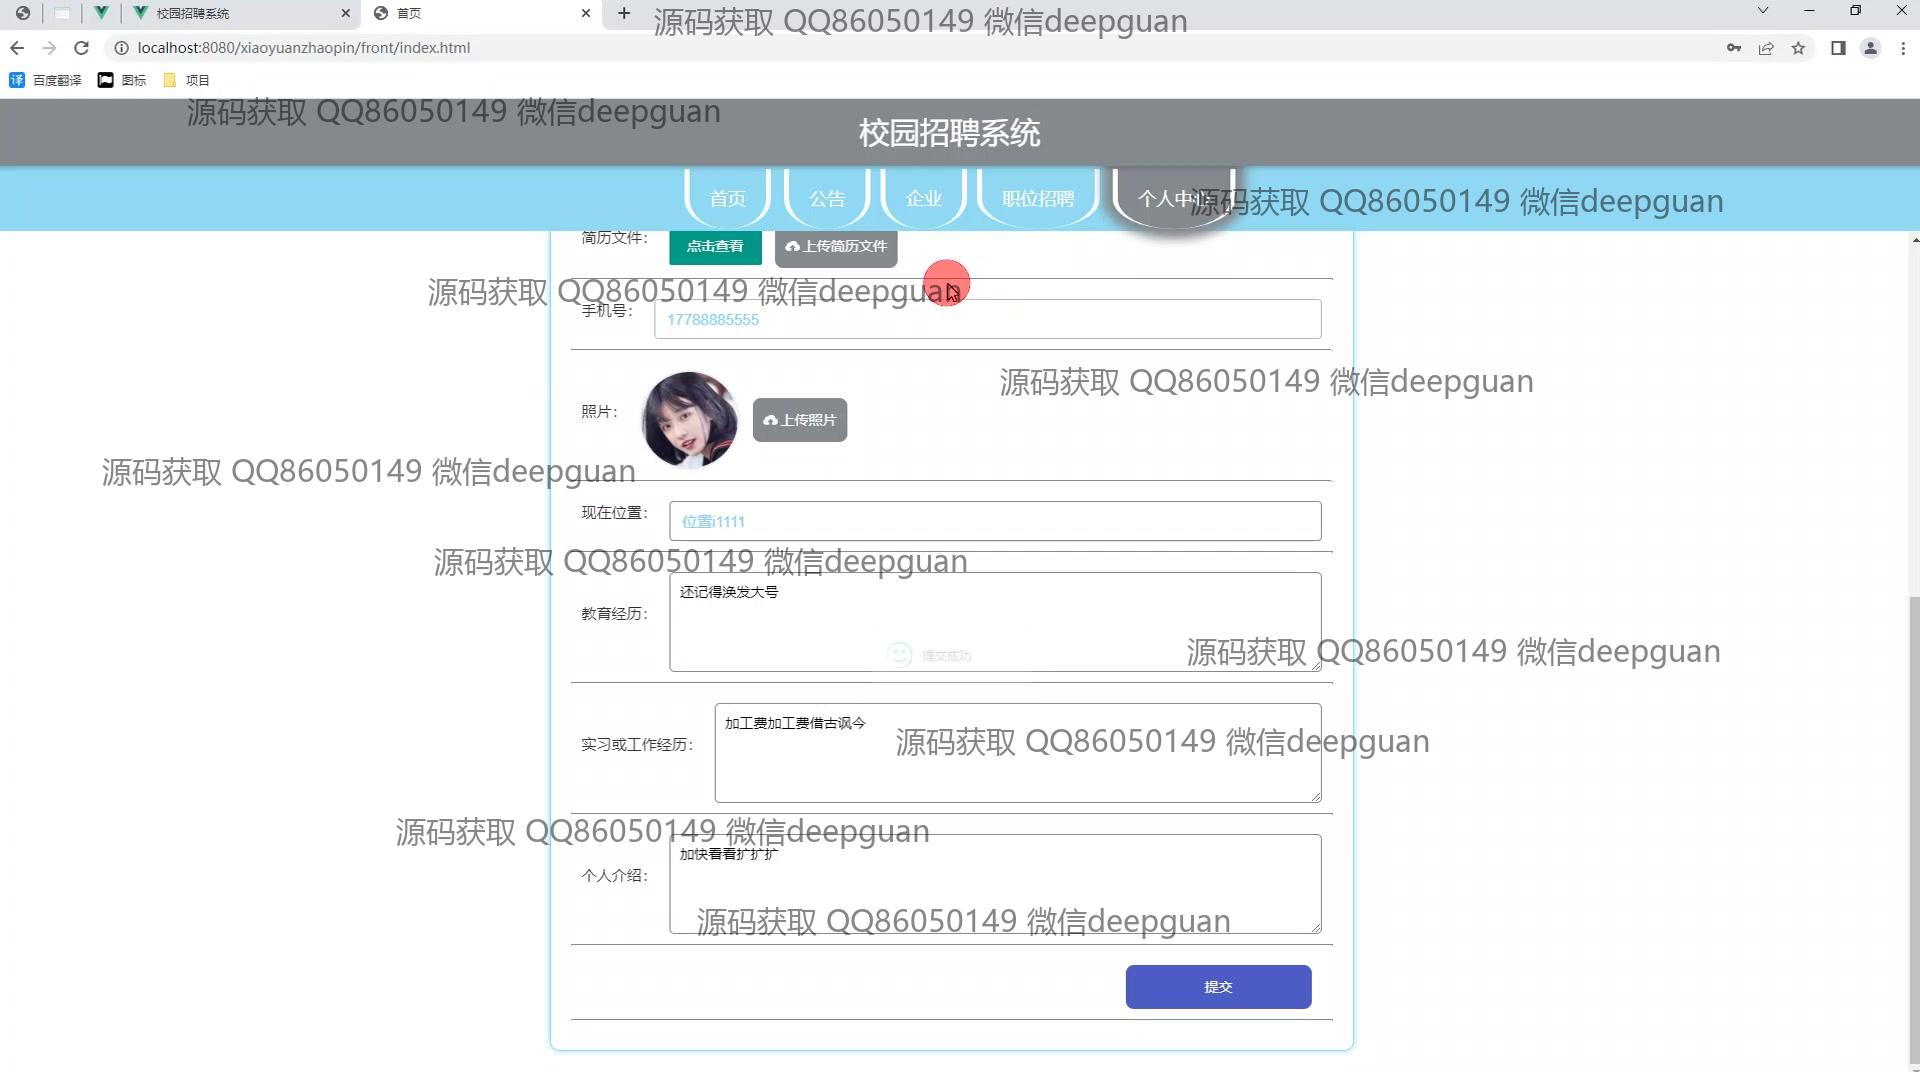 校园招聘系统
首页
源码获取 QQ86050149 微信deepguan
localhost:8080/xiaoyuanzhaopin/front/index.html
译 百度翻译 图标 项目
源码获取 QQ86050149 微信deepguan
校园招聘系统
首页 公告 企业 职位招聘 个人中心
源码获取 QQ86050149 微信deepguan
简历文件： 点击查看 上传简历文件
源码获取 QQ86050149 微信deepguan
手机号： 17788885555
源码获取 QQ86050149 微信deepguan
照片： 上传照片
源码获取 QQ86050149 微信deepguan
现在位置： 位置i1111
源码获取 QQ86050149 微信deepguan
还记得涣发大号
教育经历：
提交成功
源码获取 QQ86050149 微信deepguan
加工费加工费借古讽今
实习或工作经历：
源码获取 QQ86050149 微信deepguan
源码获取 QQ86050149 微信deepguan
加快看看扩扩扩
个人介绍：
源码获取 QQ86050149 微信deepguan
提交